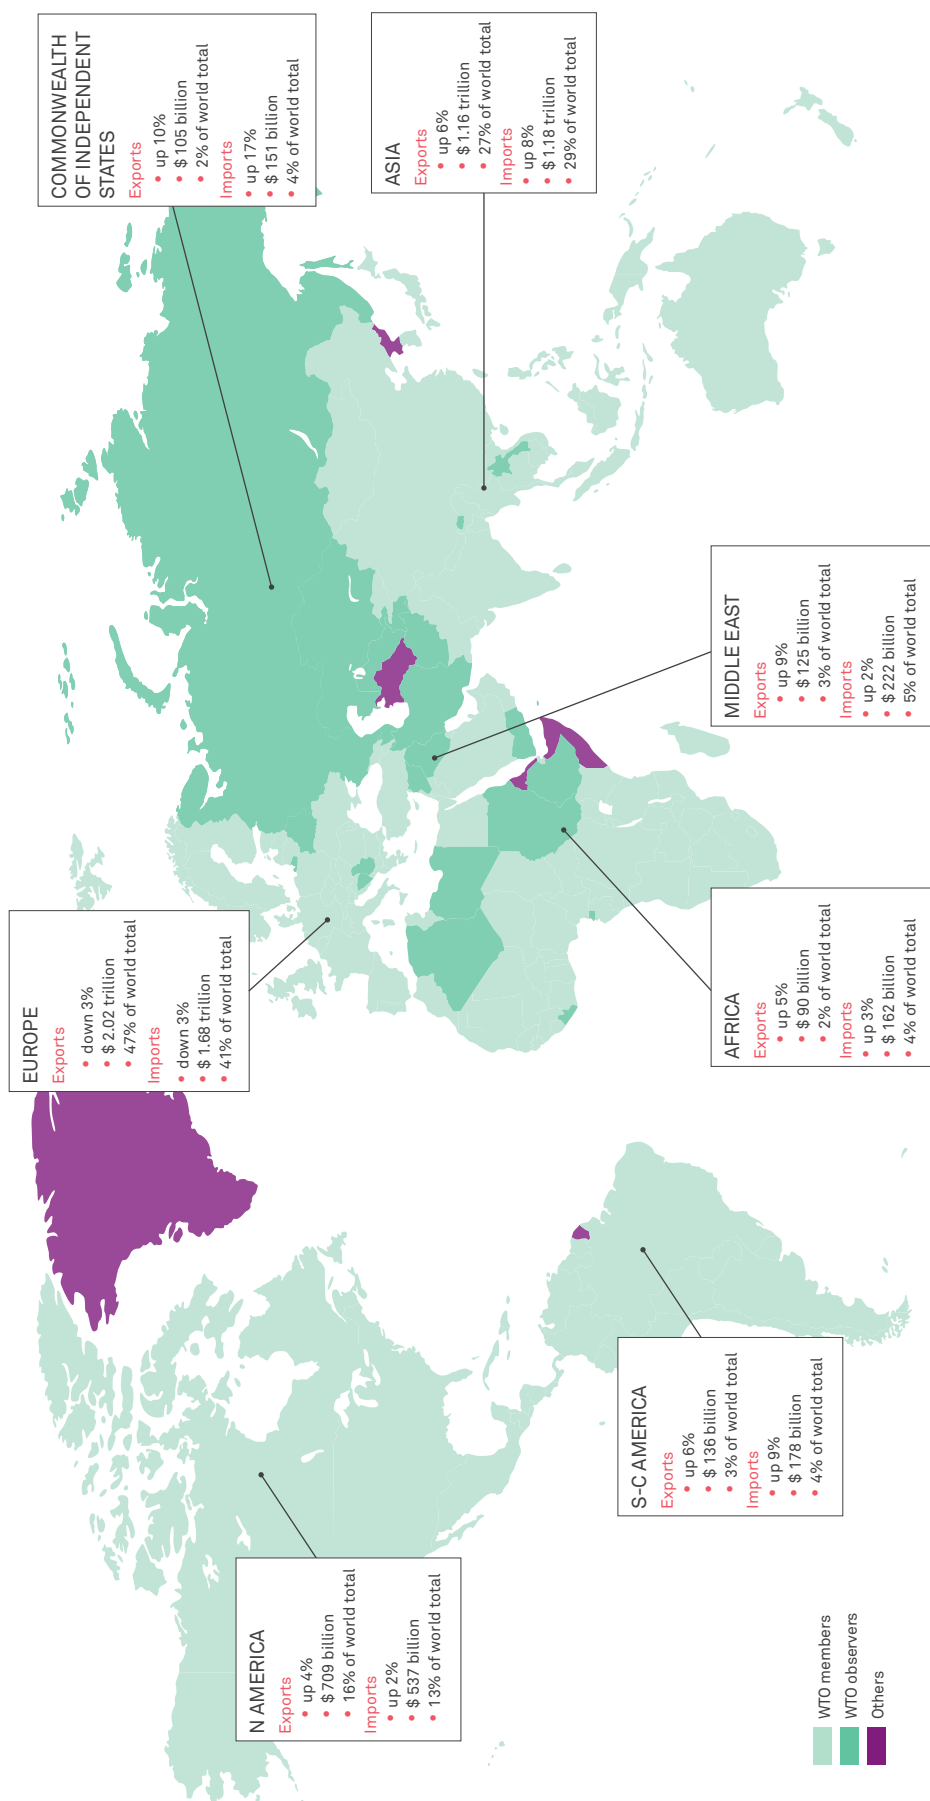 COMMONWEALTH
OF INDEPENDENT
STATES
Exports
• up 10%
• $ 105 billion
• 2% of world total
Imports
• up 17%
• $ 151 billion
• 4% of world total
ASIA
Exports
• up 6%
• $ 1.16 trillion
• 27% of world total
Imports
• up 8%
• $ 1.18 trillion
• 29% of world total
EUROPE
Exports
• down 3%
• $ 2.02 trillion
• 47% of world total
Imports
• down 3%
• $ 1.68 trillion
• 41% of world total
MIDDLE EAST
Exports
• up 9%
• $ 125 billion
• 3% of world total
Imports
• up 2%
• $ 222 billion
• 5% of world total
AFRICA
Exports
• up 5%
• $ 90 billion
• 2% of world total
Imports
• up 3%
• $ 162 billion
• 4% of world total
N AMERICA
Exports
• up 4%
• $ 709 billion
• 16% of world total
Imports
• up 2%
• $ 537 billion
• 13% of world total
S-C AMERICA
Exports
• up 6%
• $ 136 billion
• 3% of world total
Imports
• up 9%
• $ 178 billion
• 4% of world total
WTO members
WTO observers
Others